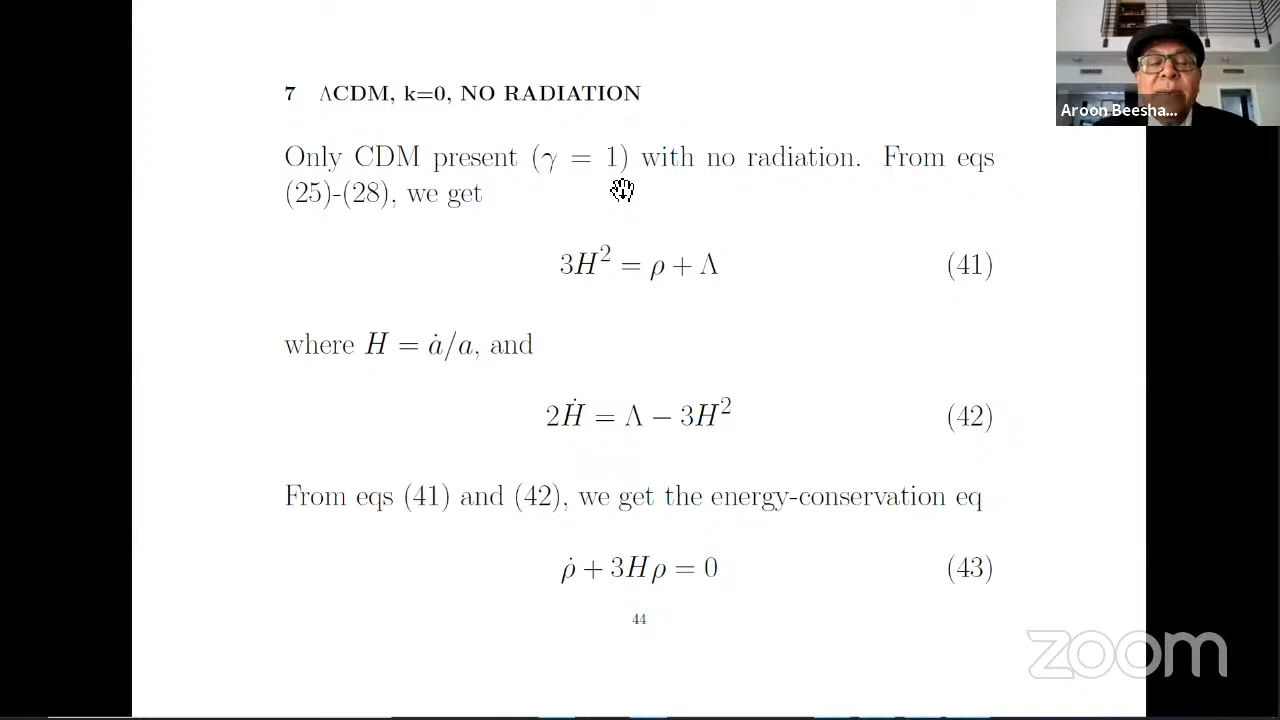 7 ΛCDM, k=0, NO RADIATION
Only CDM present (γ = 1) with no radiation. From eqs
(25)-(28), we get
3H² = ρ + Λ (41)
where H = ȧ/a, and
2Ḣ = Λ − 3H² (42)
From eqs (41) and (42), we get the energy-conservation eq
ρ̇ + 3Hρ = 0 (43)
44
Aroon Beesha...
zoom